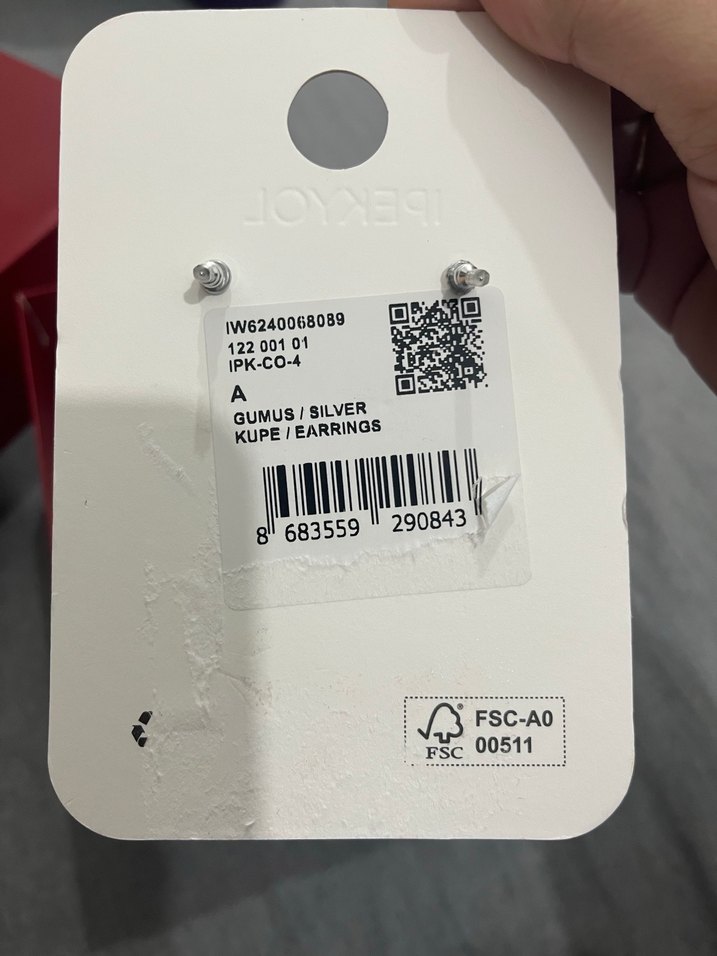 IPEKYOL
IW6240068089
122 001 01
IPK-CO-4
A
GUMUS / SILVER
KUPE / EARRINGS
8 683559 290843
FSC
FSC-A0
00511